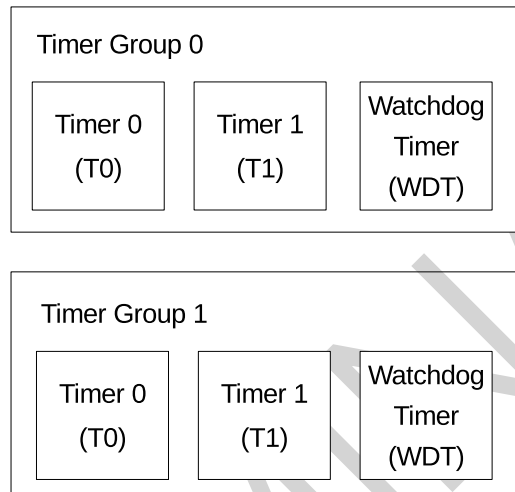 Timer Group 0
Timer 0
(T0)
Timer 1
(T1)
Watchdog
Timer
(WDT)
Timer Group 1
Timer 0
(T0)
Timer 1
(T1)
Watchdog
Timer
(WDT)